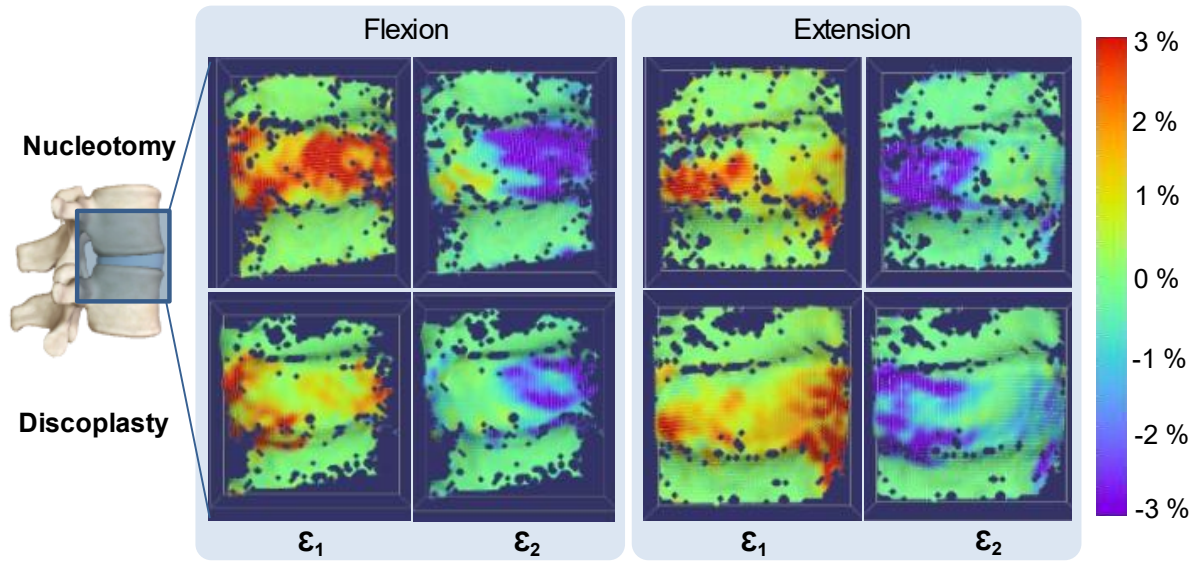 Flexion
Extension
Nucleotomy
Discoplasty
ε₁
ε₂
ε₁
ε₂
3 %
2 %
1 %
0 %
-1 %
-2 %
-3 %